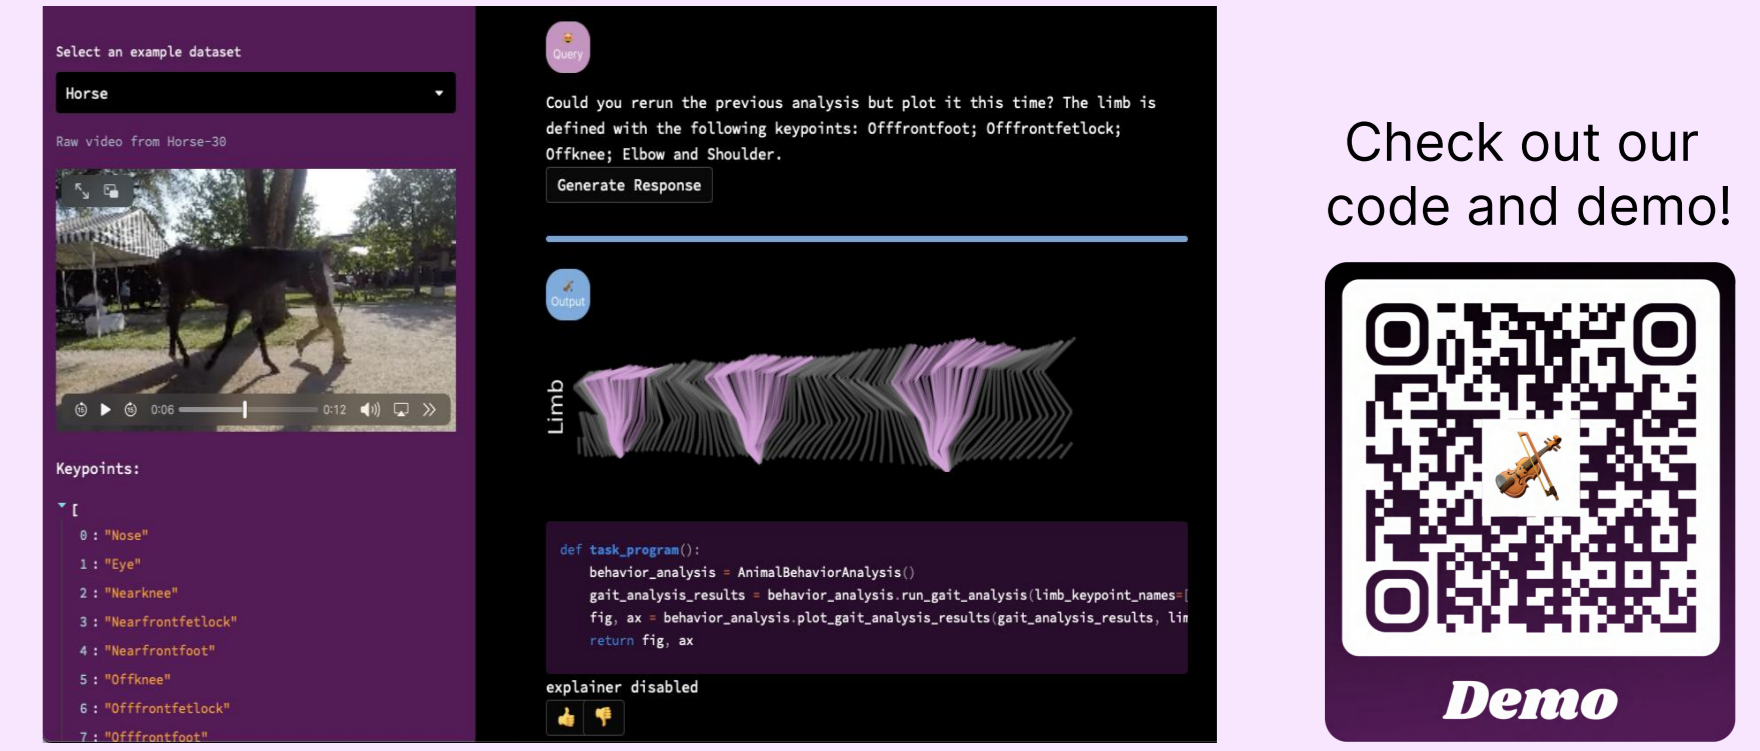 Select an example dataset
Horse
Raw video from Horse-30
15
15
0:06
0:12
Keypoints:
[
0 : "Nose"
1 : "Eye"
2 : "Nearknee"
3 : "Nearfrontfetlock"
4 : "Nearfrontfoot"
5 : "Offknee"
6 : "Offfrontfetlock"
7 : "Offfrontfoot"
Query
Could you rerun the previous analysis but plot it this time? The limb is
defined with the following keypoints: Offfrontfoot; Offfrontfetlock;
Offknee; Elbow and Shoulder.
Generate Response
Output
Limb
def task_program():
behavior_analysis = AnimalBehaviorAnalysis()
gait_analysis_results = behavior_analysis.run_gait_analysis(limb_keypoint_names=[
fig, ax = behavior_analysis.plot_gait_analysis_results(gait_analysis_results, lim
return fig, ax
explainer disabled
Check out our
code and demo!
Demo